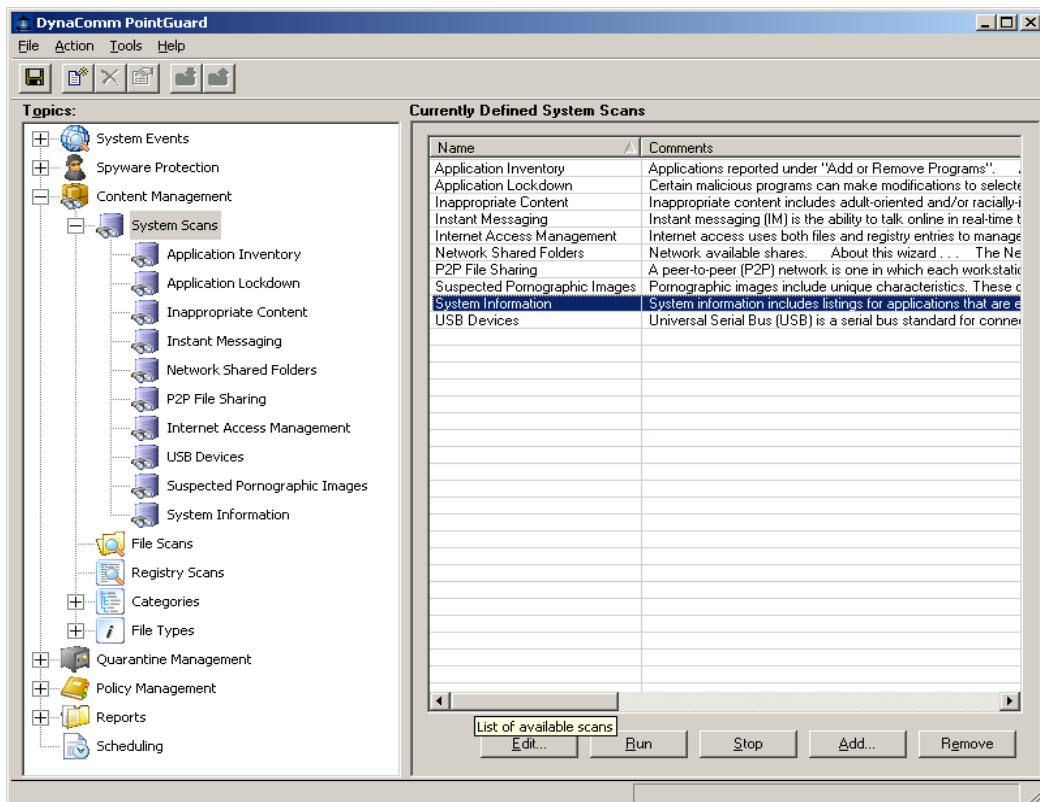 DynaComm PointGuard
File Action Tools Help
Topics:
System Events
Spyware Protection
Content Management
System Scans
Application Inventory
Application Lockdown
Inappropriate Content
Instant Messaging
Network Shared Folders
P2P File Sharing
Internet Access Management
USB Devices
Suspected Pornographic Images
System Information
File Scans
Registry Scans
Categories
File Types
Quarantine Management
Policy Management
Reports
Scheduling
Currently Defined System Scans
Name Comments
Application Inventory Applications reported under "Add or Remove Programs".
Application Lockdown Certain malicious programs can make modifications to selecte
Inappropriate Content Inappropriate content includes adult-oriented and/or racially-i
Instant Messaging Instant messaging (IM) is the ability to talk online in real-time t
Internet Access Management Internet access uses both files and registry entries to manage
Network Shared Folders Network available shares. About this wizard . . . The Ne
P2P File Sharing A peer-to-peer (P2P) network is one in which each workstatic
Suspected Pornographic Images Pornographic images include unique characteristics. These c
System Information System information includes listings for applications that are e
USB Devices Universal Serial Bus (USB) is a serial bus standard for conne
List of available scans
Edit... Run Stop Add... Remove